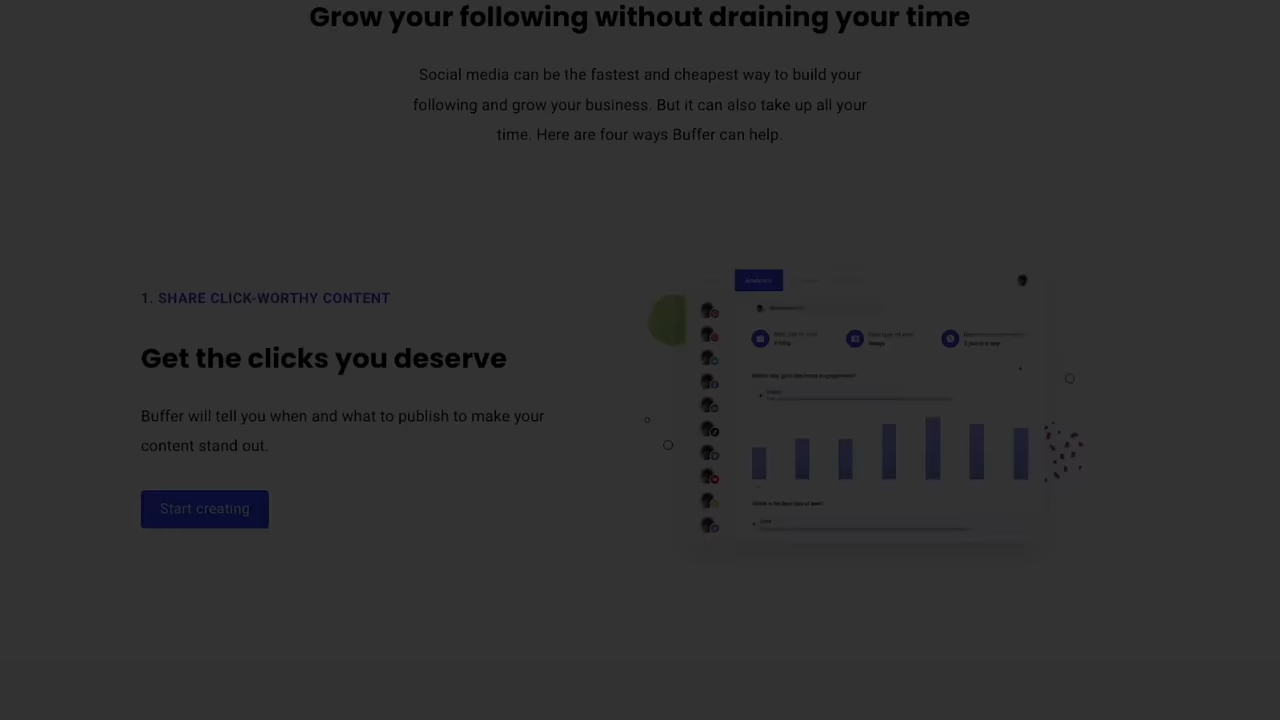 Grow your following without draining your time
Social media can be the fastest and cheapest way to build your
following and grow your business. But it can also take up all your
time. Here are four ways Buffer can help.
1. SHARE CLICK-WORTHY CONTENT
Get the clicks you deserve
Buffer will tell you when and what to publish to make your
content stand out.
Start creating